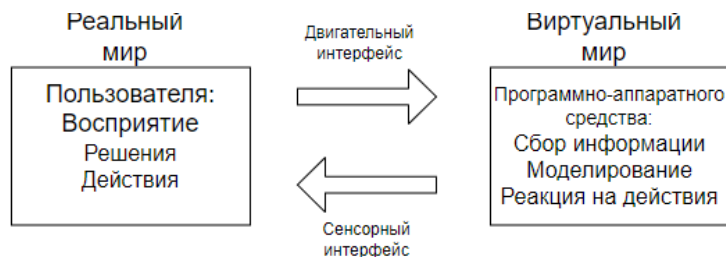 Реальный
мир
Пользователя:
Восприятие
Решения
Действия
Двигательный
интерфейс
Сенсорный
интерфейс
Виртуальный
мир
Программно-аппаратного
средства:
Сбор информации
Моделирование
Реакция на действия